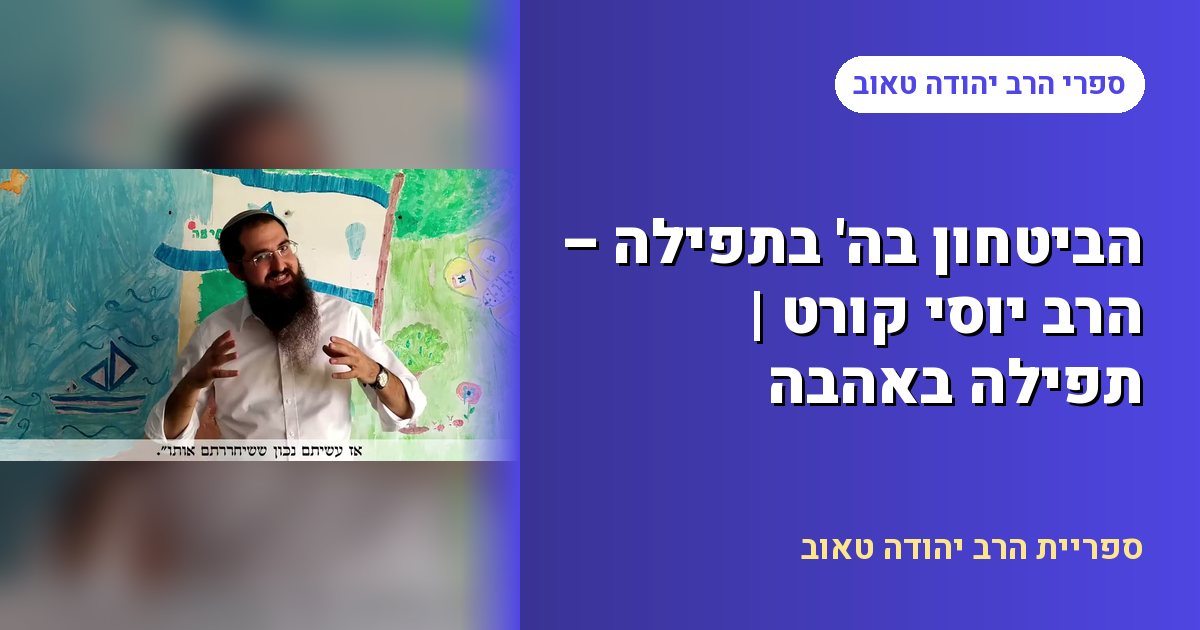 ספרי הרב יהודה טאוב
הביטחון בה' בתפילה –
הרב יוסי קורט |
תפילה באהבה
אז עשיתם נכון ששיחררתם אותו״.
ספריית הרב יהודה טאוב